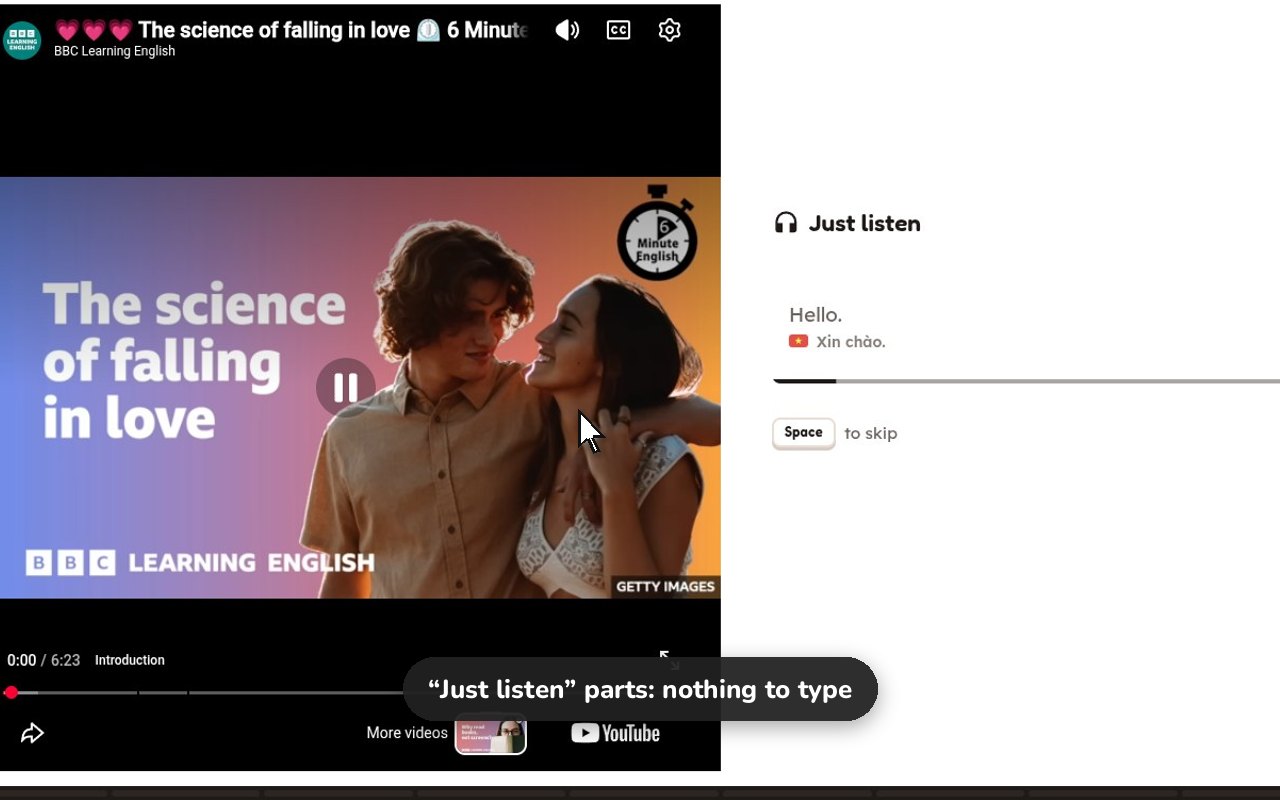 BBC LEARNING ENGLISH
💗💗💗 The science of falling in love ⏲️ 6 Minute
BBC Learning English
CC
6
Minute
English
The science
of falling
in love
BBC LEARNING ENGLISH
GETTY IMAGES
0:00 / 6:23 Introduction
More videos
YouTube
Just listen
Hello.
Xin chào.
Space to skip
“Just listen” parts: nothing to type